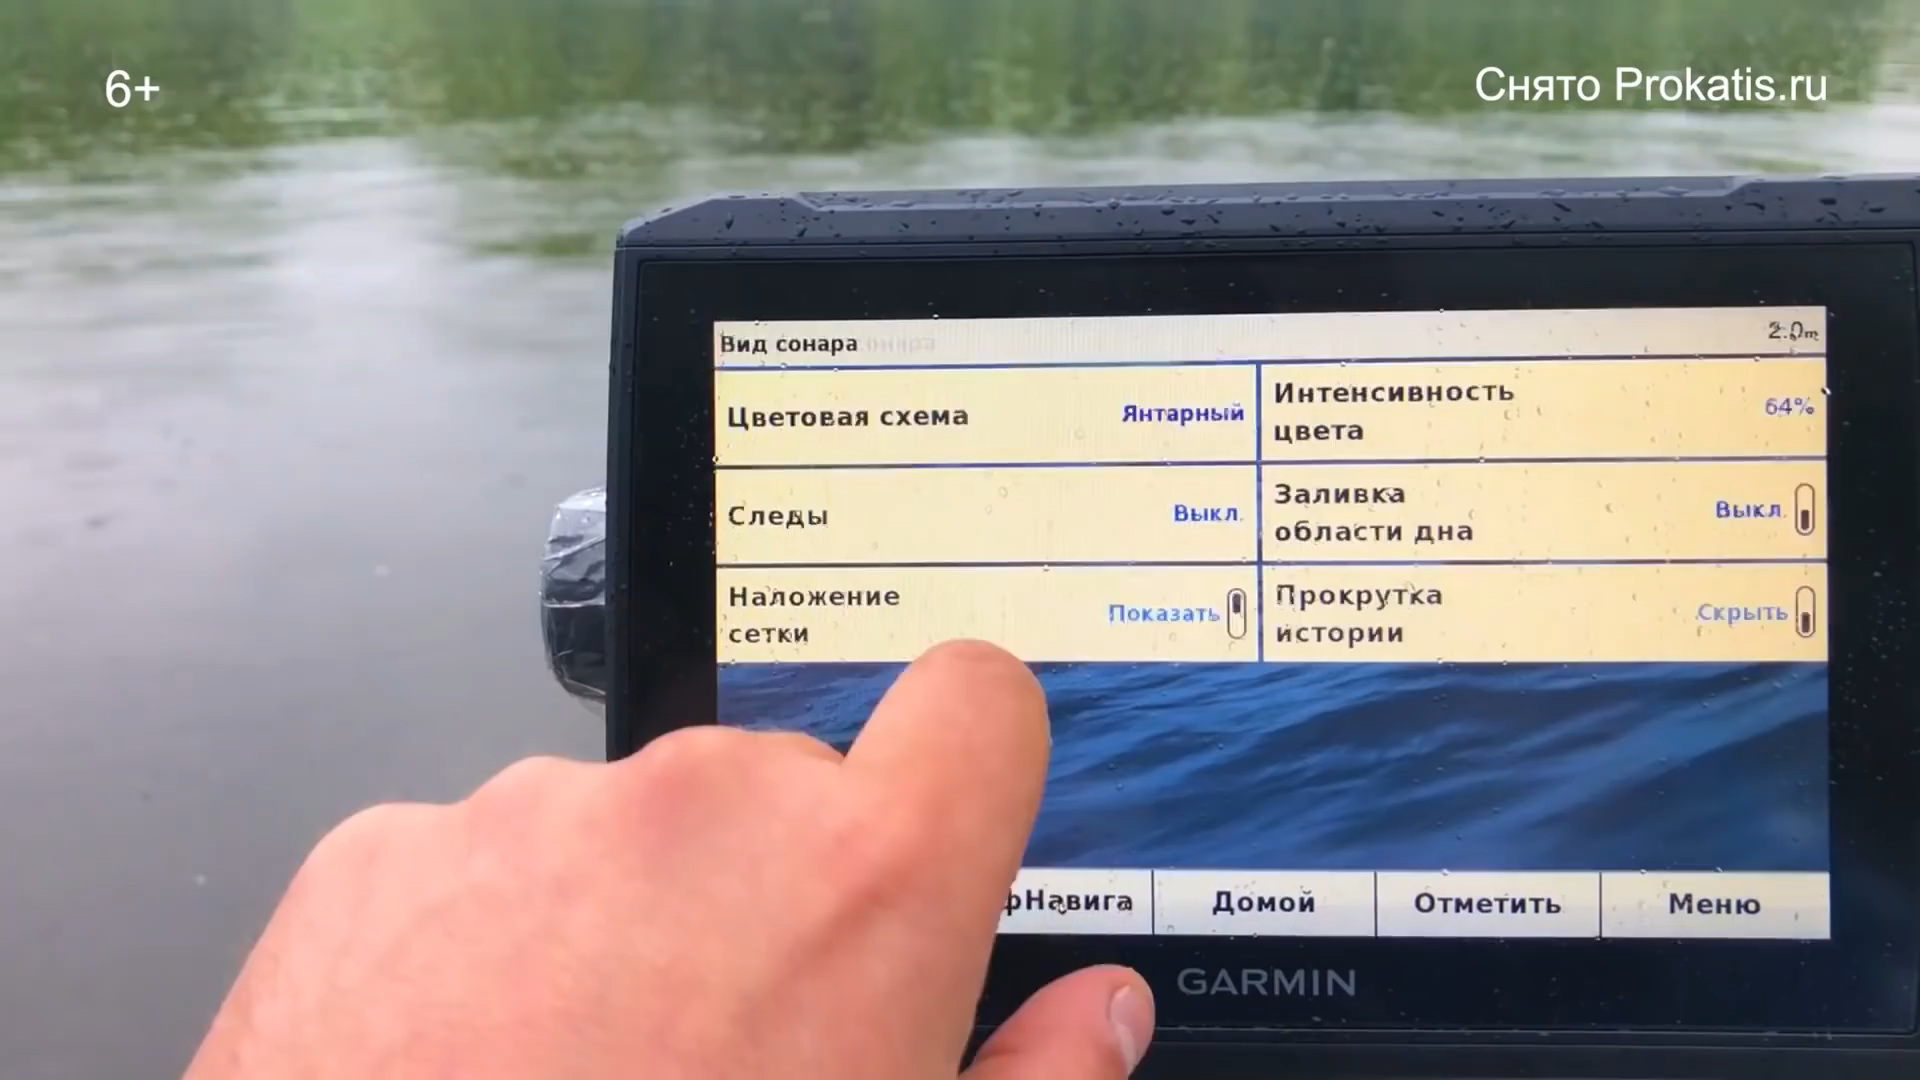 6+
Снято Prokatis.ru
Вид сонара
2.0m
Цветовая схема
Янтарный
Интенсивность
цвета
64%
Следы
Выкл.
Заливка
области дна
Выкл.
Наложение
сетки
Показать
Прокрутка
истории
Скрыть
фНавига
Домой
Отметить
Меню
GARMIN